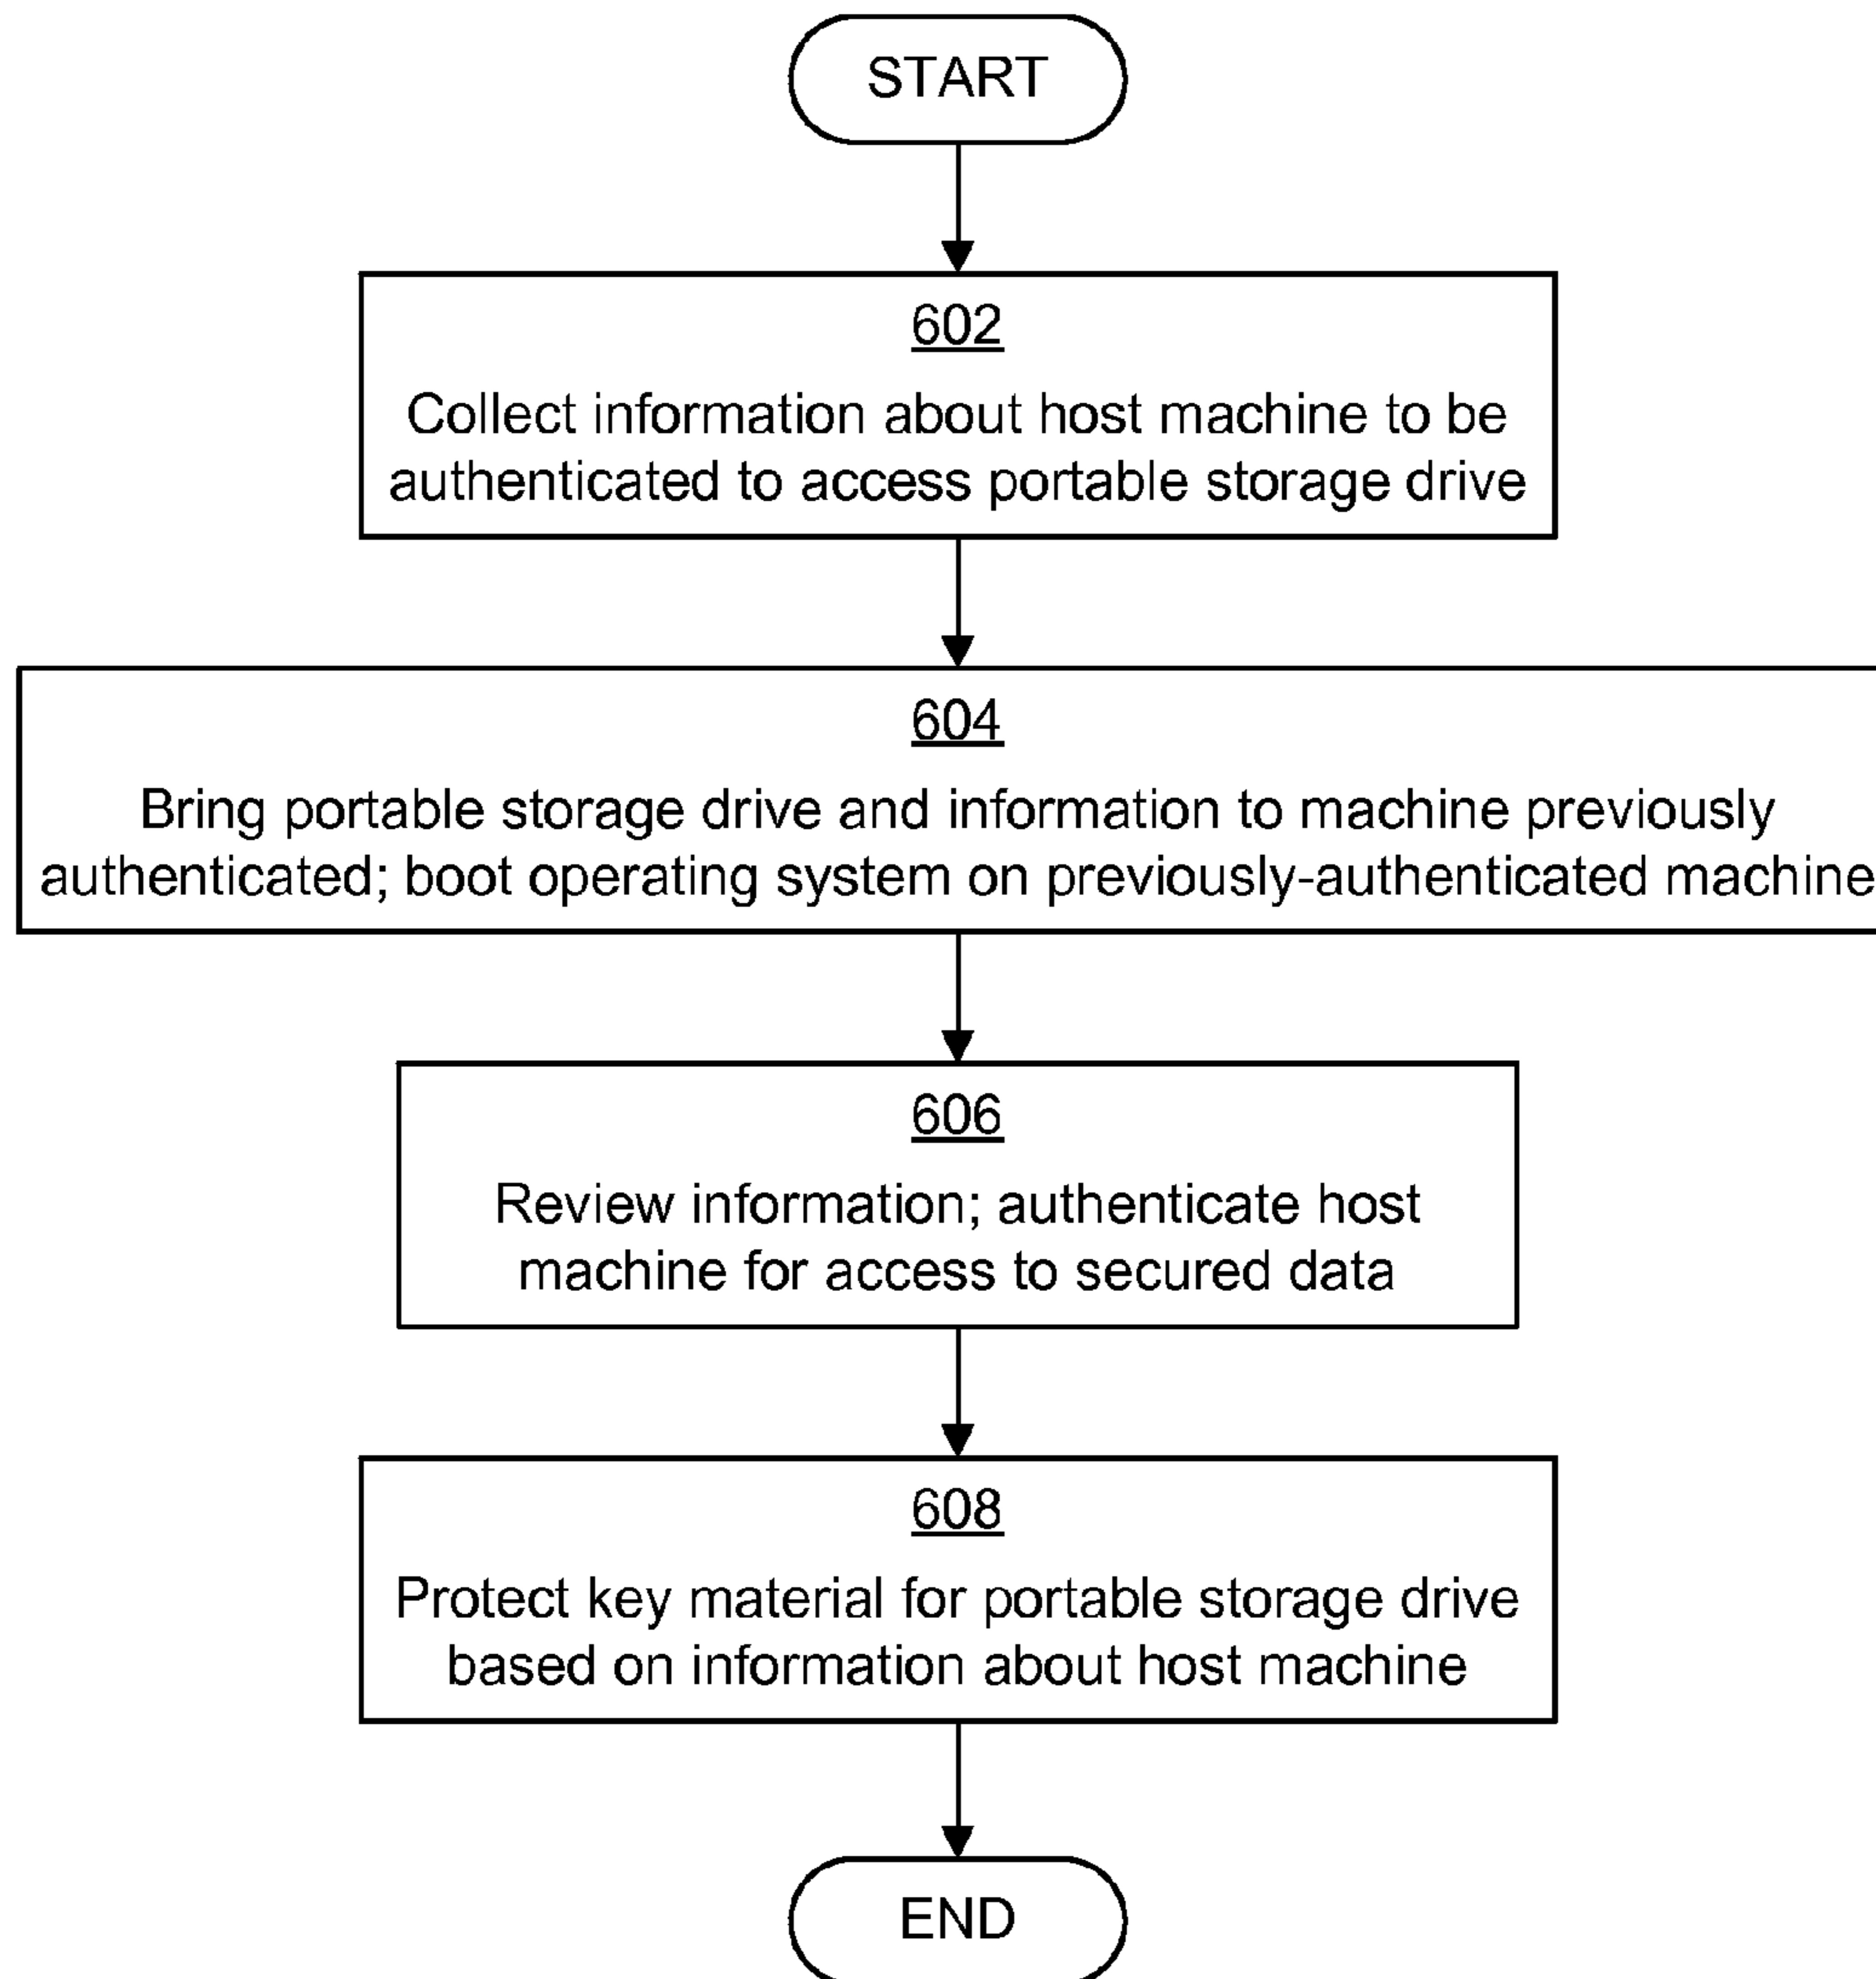 START
602
Collect information about host machine to be
authenticated to access portable storage drive
604
Bring portable storage drive and information to machine previously
authenticated; boot operating system on previously-authenticated machine
606
Review information; authenticate host
machine for access to secured data
608
Protect key material for portable storage drive
based on information about host machine
END